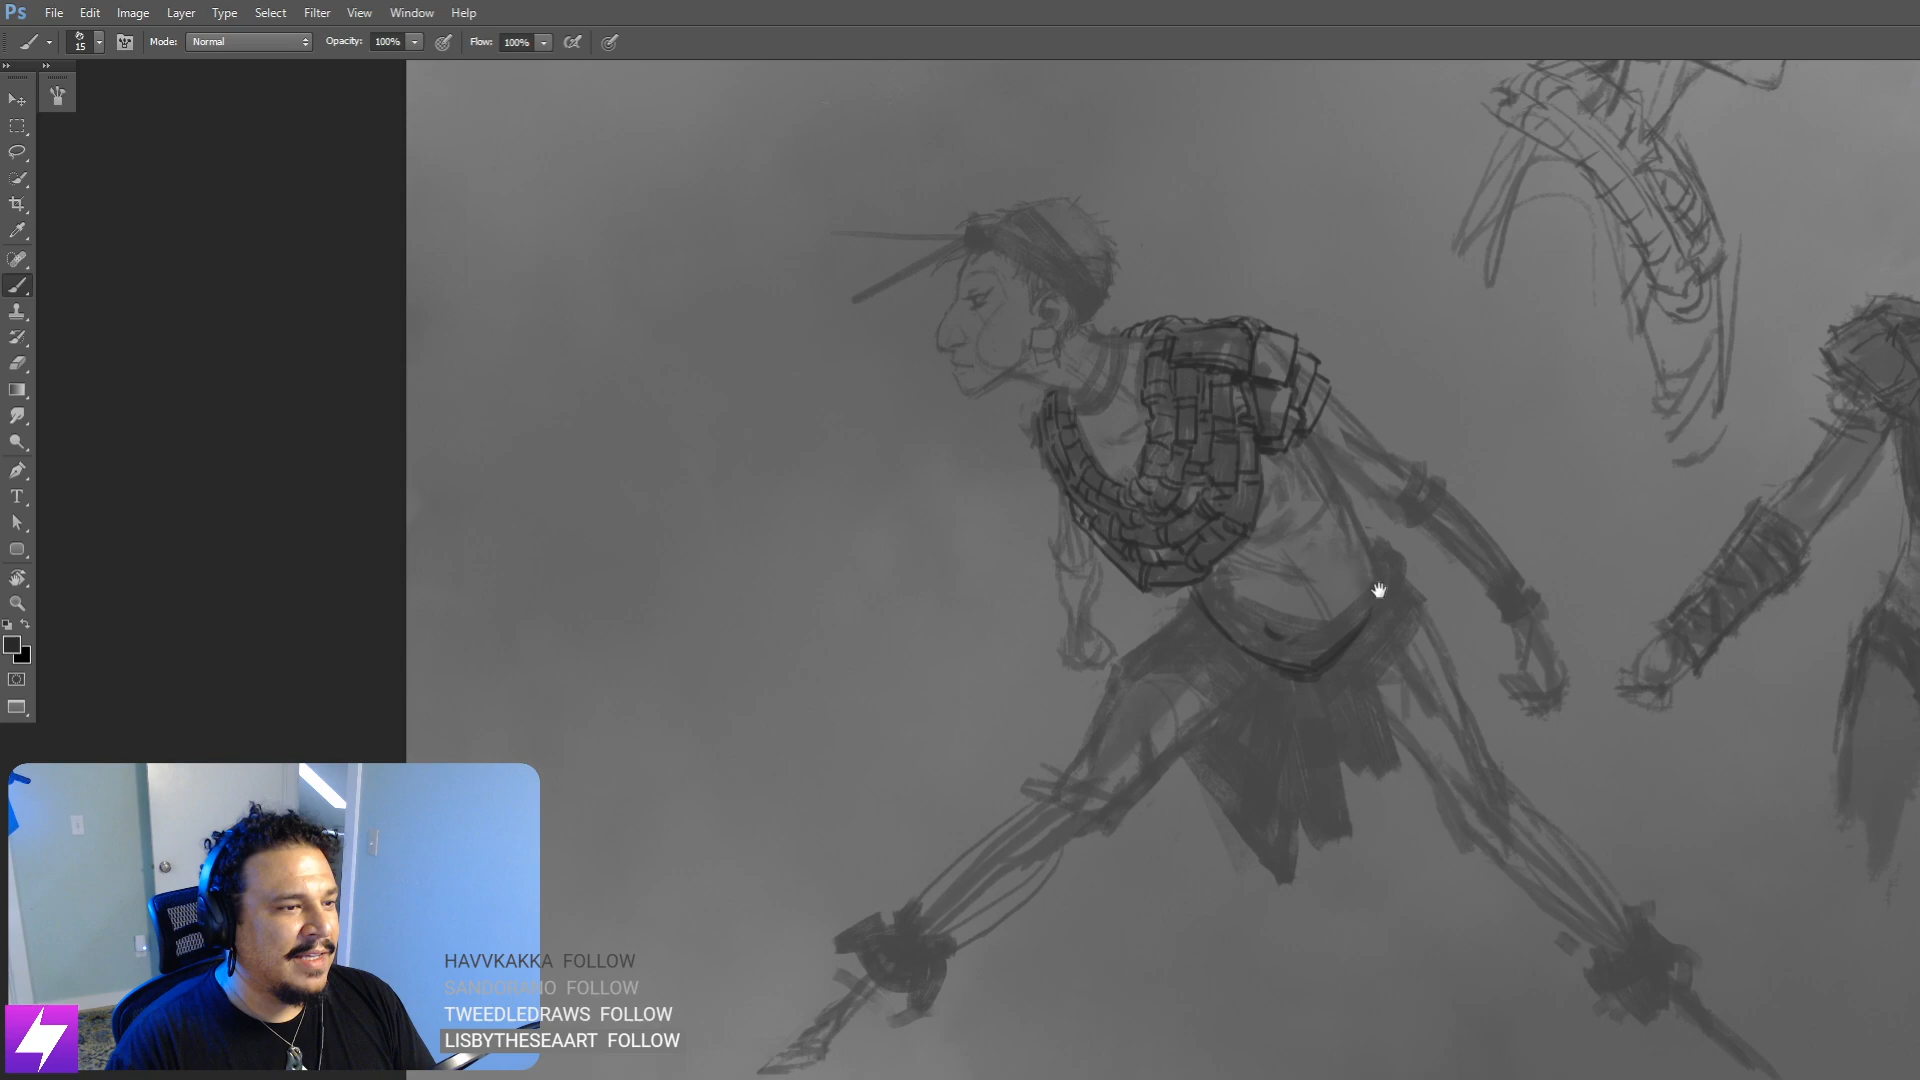 Ps File Edit Image Layer Type Select Filter View Window Help
15 Mode: Normal Opacity: 100% Flow: 100%
T
HAVVKAKKA FOLLOW
SANDORANO FOLLOW
TWEEDLEDRAWS FOLLOW
LISBYTHESEAART FOLLOW